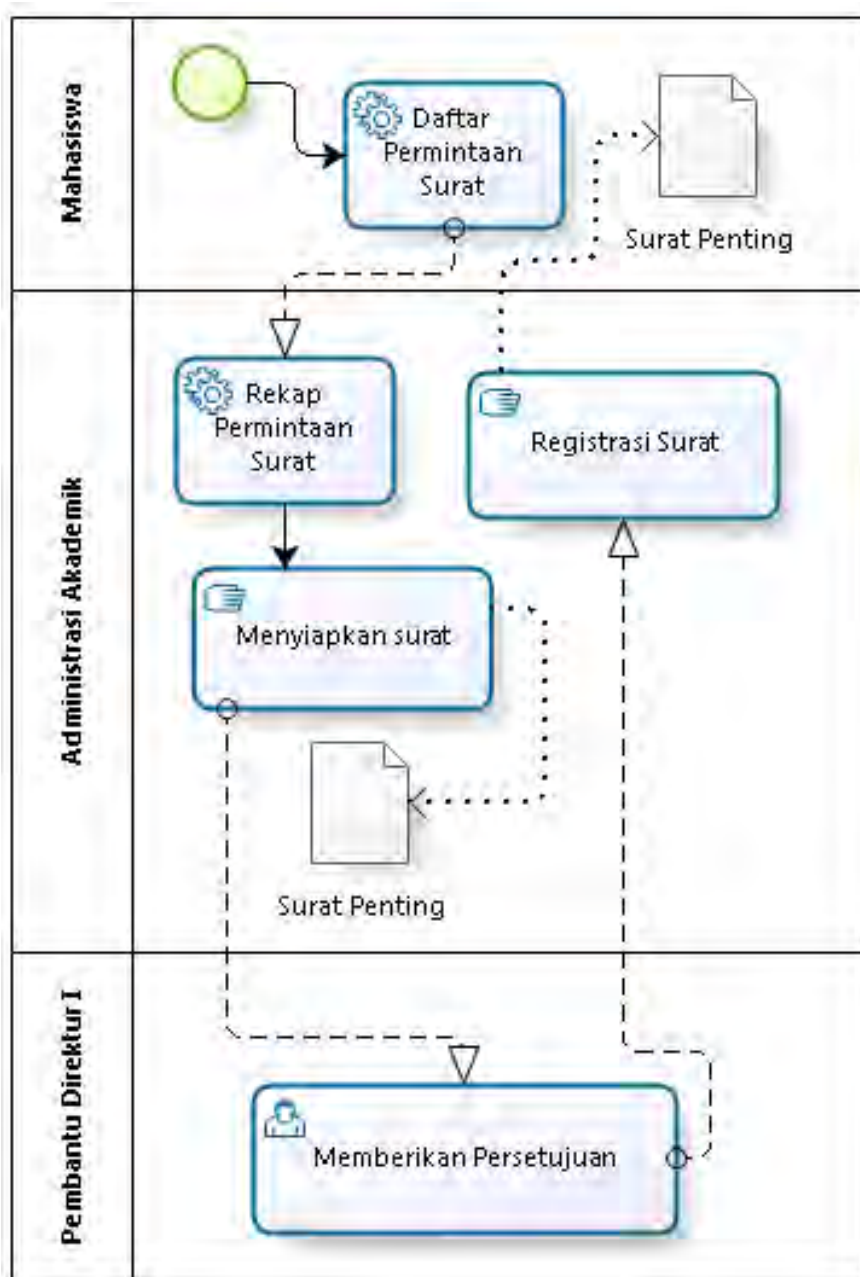 Mahasiswa
Daftar
Permintaan
Surat
Surat Penting
Administrasi Akademik
Rekap
Permintaan
Surat
Registrasi Surat
Menyiapkan surat
Surat Penting
Pembantu Direktur I
Memberikan Persetujuan